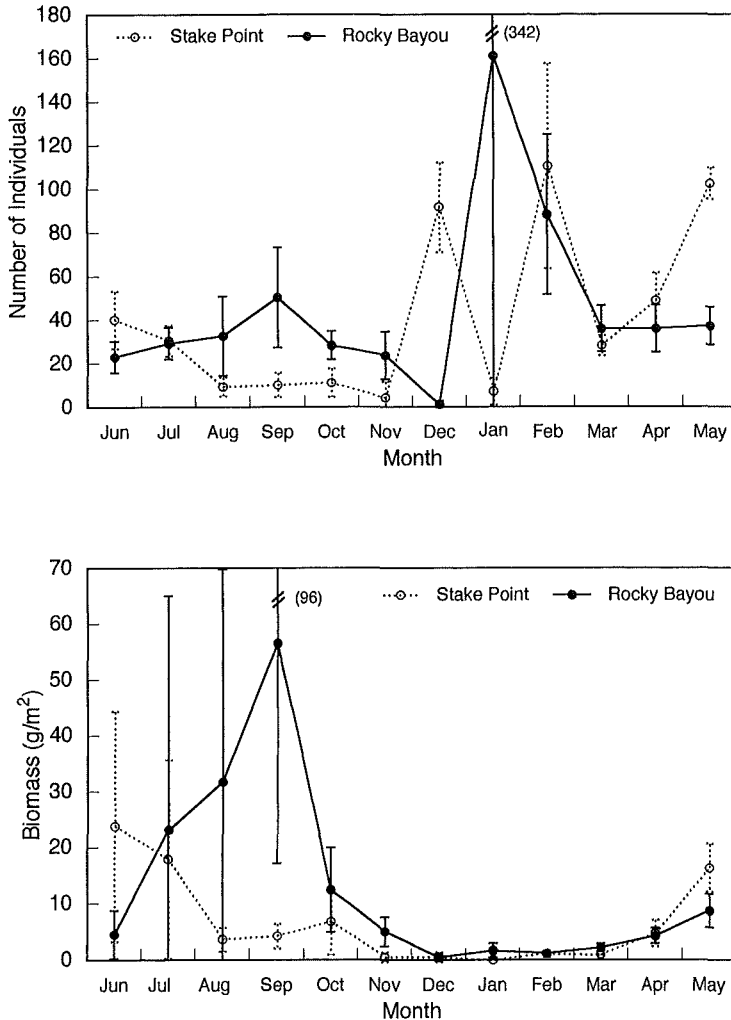 180
160
140
120
100
80
60
40
20
0
Number of Individuals
Stake Point
Rocky Bayou
(342)
Jun Jul Aug Sep Oct Nov Dec Jan Feb Mar Apr May
Month
70
60
50
40
30
20
10
0
Biomass (g/m²)
(96)
Stake Point
Rocky Bayou
Jun Jul Aug Sep Oct Nov Dec Jan Feb Mar Apr May
Month